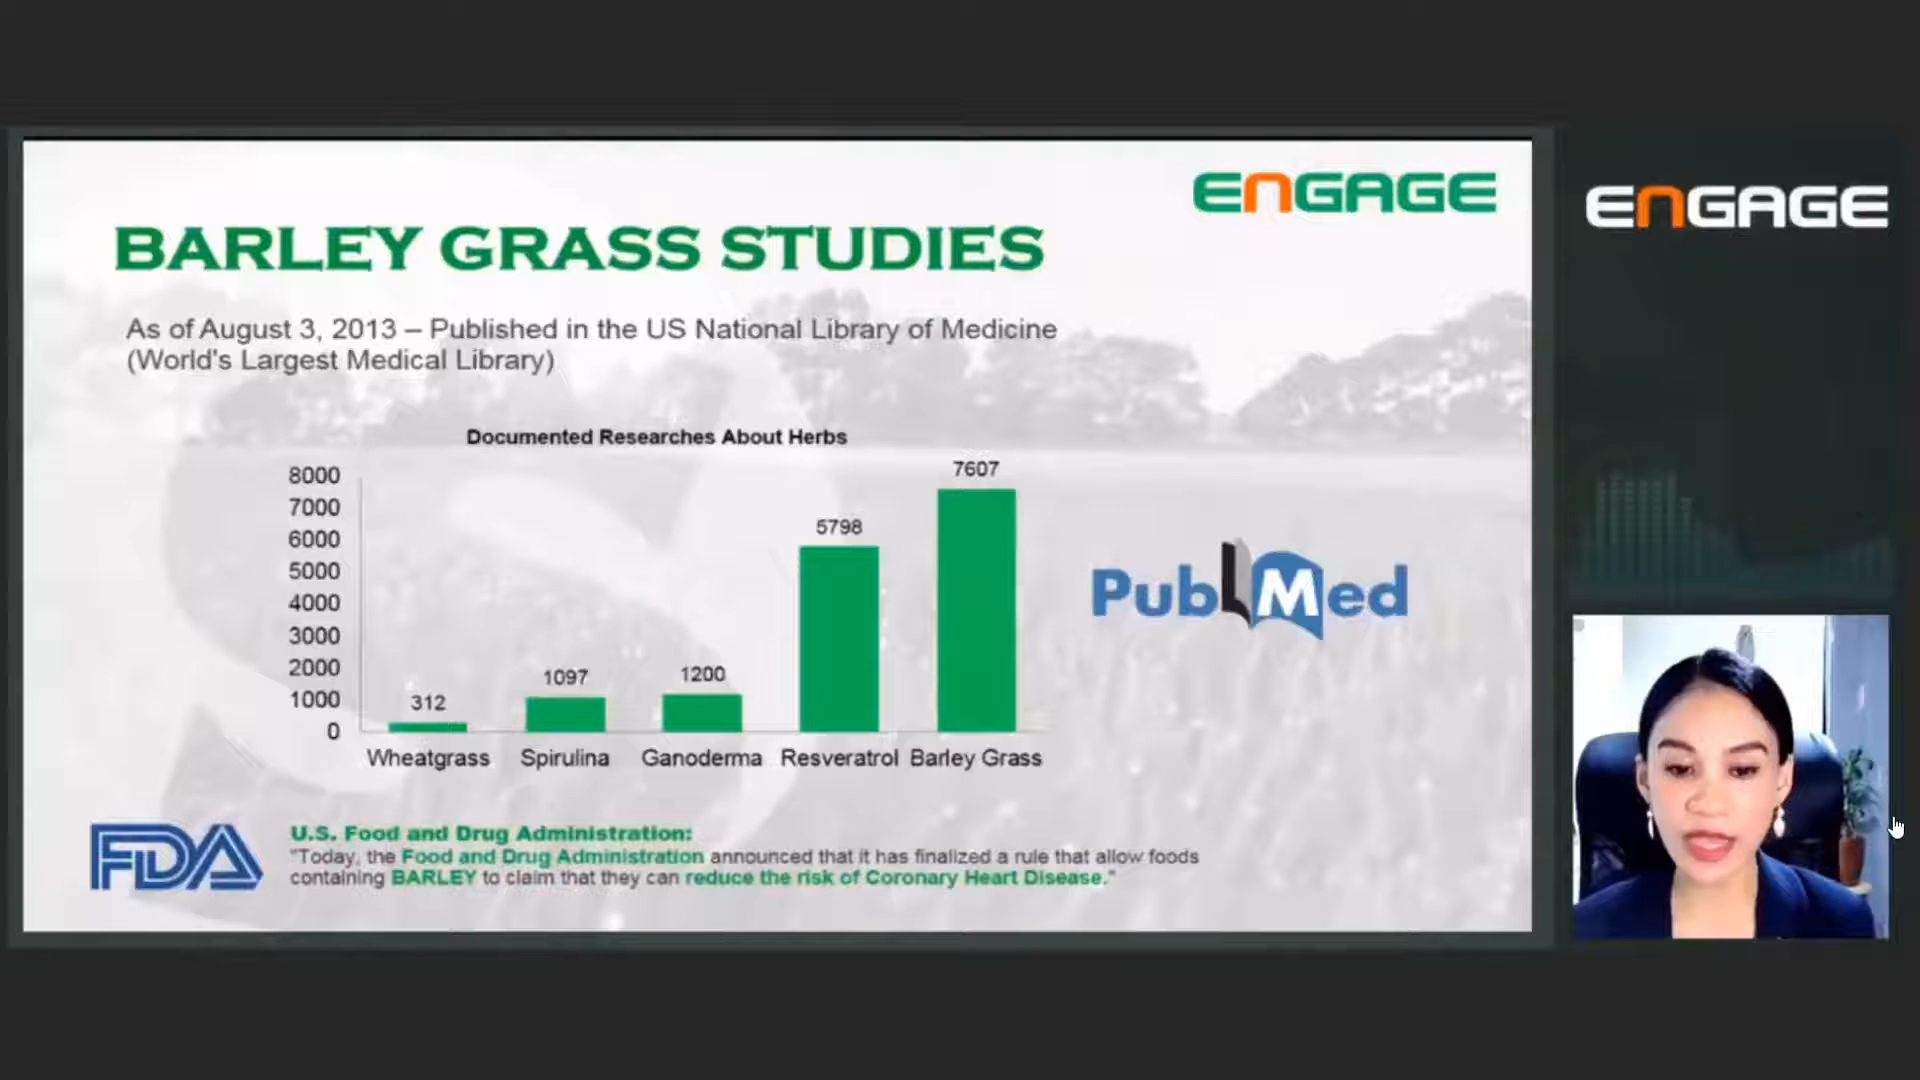 ENGAGE
ENGAGE
BARLEY GRASS STUDIES
As of August 3, 2013 – Published in the US National Library of Medicine
(World's Largest Medical Library)
Documented Researches About Herbs
8000
7000
6000
5000
4000
3000
2000
1000
0
312
1097
1200
5798
7607
Wheatgrass
Spirulina
Ganoderma
Resveratrol
Barley Grass
PubMed
FDA
U.S. Food and Drug Administration:
"Today, the Food and Drug Administration announced that it has finalized a rule that allow foods
containing BARLEY to claim that they can reduce the risk of Coronary Heart Disease."